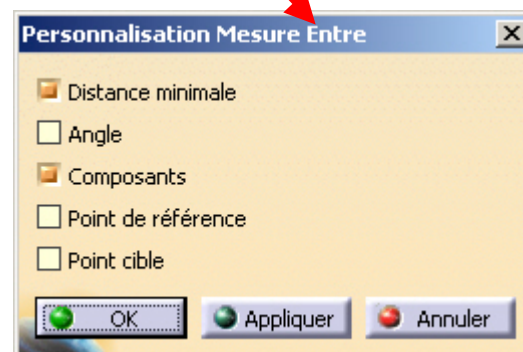 Personnalisation Mesure Entre
Distance minimale
Angle
Composants
Point de référence
Point cible
OK Appliquer Annuler